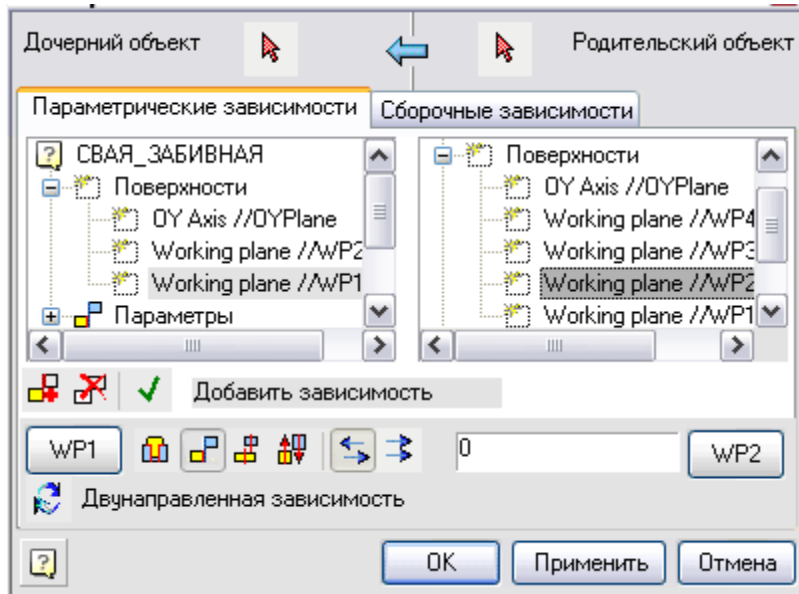 Дочерний объект
Родительский объект
Параметрические зависимости
Сборочные зависимости
СВАЯ_ЗАБИВНАЯ
Поверхности
OY Axis //OYPlane
Working plane //WP2
Working plane //WP1
Параметры
Поверхности
OY Axis //OYPlane
Working plane //WP4
Working plane //WP3
Working plane //WP2
Working plane //WP1
Добавить зависимость
WP1
0
WP2
Двунаправленная зависимость
OK
Применить
Отмена